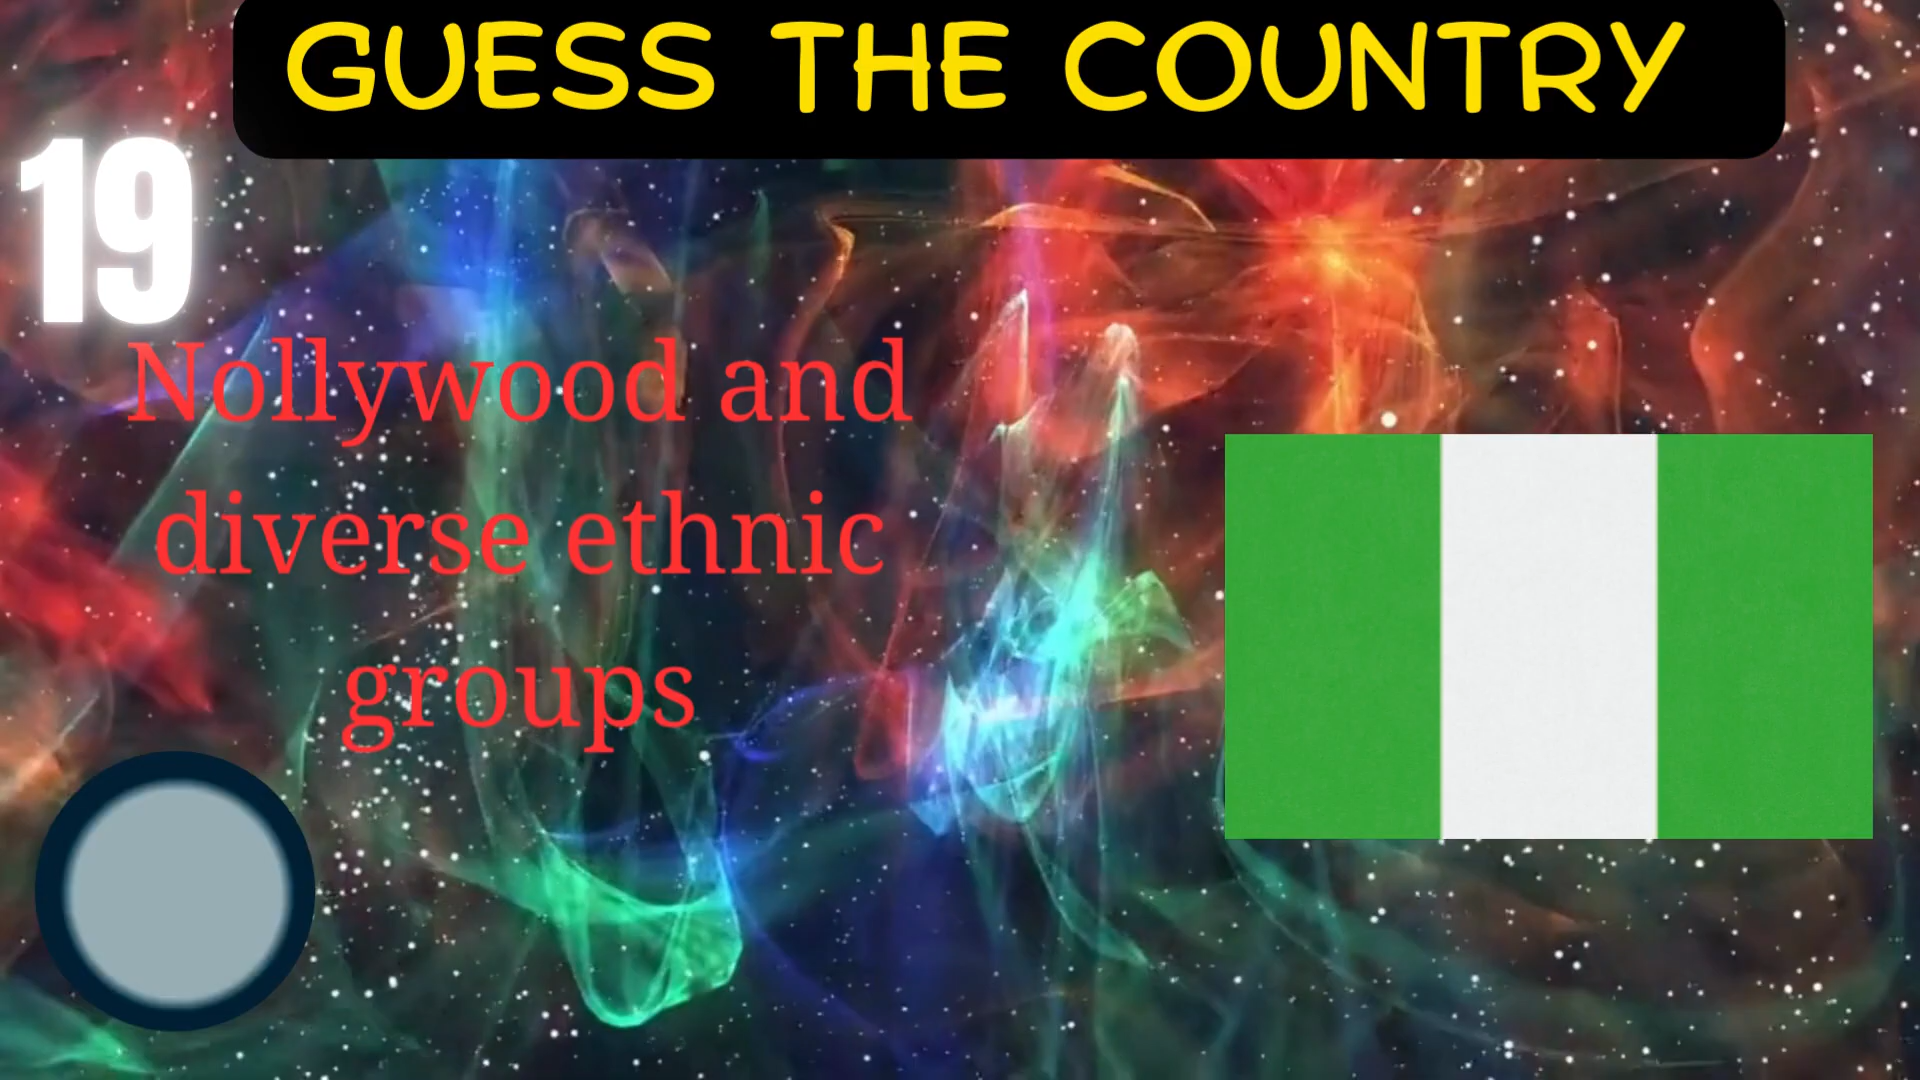 GUESS THE COUNTRY
19
Nollywood and
diverse ethnic
groups